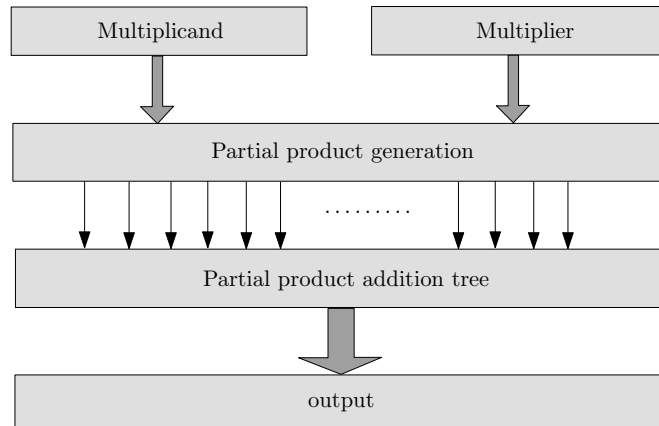 Multiplicand
Multiplier
Partial product generation
.........
Partial product addition tree
output